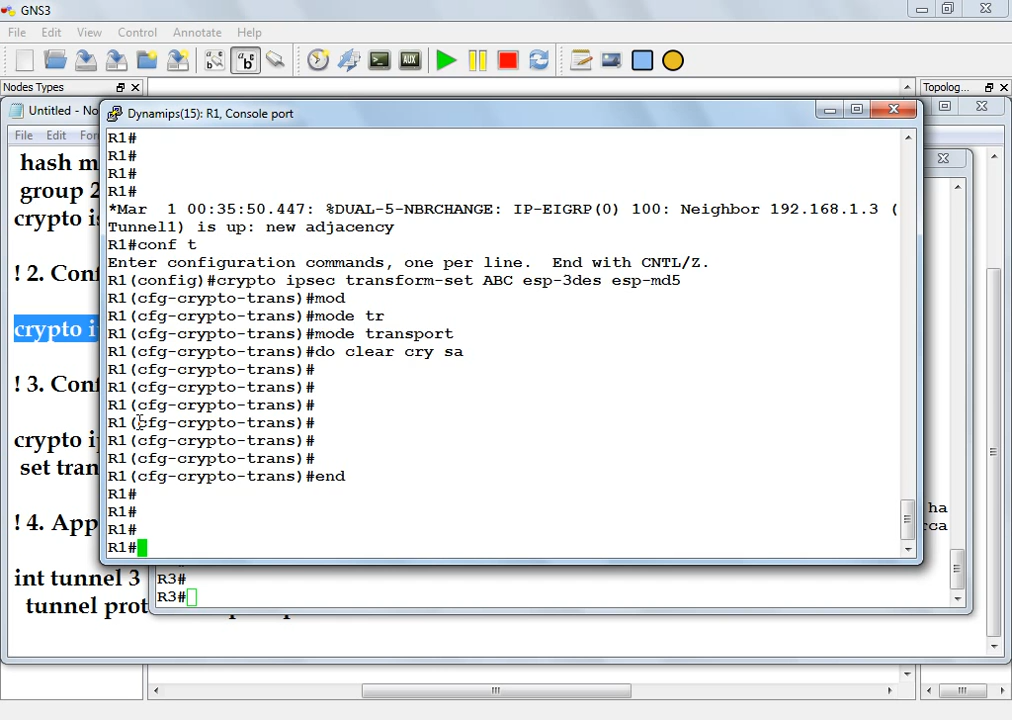 GNS3
File Edit View Control Annotate Help
Nodes Types
Topolog...
Untitled - No
File Edit For
hash m
group 2
crypto is
! 2. Conf
crypto i
! 3. Conf
crypto ip
set tran
! 4. App
int tunnel 3
tunnel prot
Dynamips(15): R1, Console port
R1#
R1#
R1#
R1#
*Mar  1 00:35:50.447: %DUAL-5-NBRCHANGE: IP-EIGRP(0) 100: Neighbor 192.168.1.3 (
Tunnel1) is up: new adjacency
R1#conf t
Enter configuration commands, one per line.  End with CNTL/Z.
R1(config)#crypto ipsec transform-set ABC esp-3des esp-md5
R1(cfg-crypto-trans)#mod
R1(cfg-crypto-trans)#mode tr
R1(cfg-crypto-trans)#mode transport
R1(cfg-crypto-trans)#do clear cry sa
R1(cfg-crypto-trans)#
R1(cfg-crypto-trans)#
R1(cfg-crypto-trans)#
R1(cfg-crypto-trans)#
R1(cfg-crypto-trans)#
R1(cfg-crypto-trans)#
R1(cfg-crypto-trans)#end
R1#
R1#
R1#
R1#
ha
rca
R3#
R3#